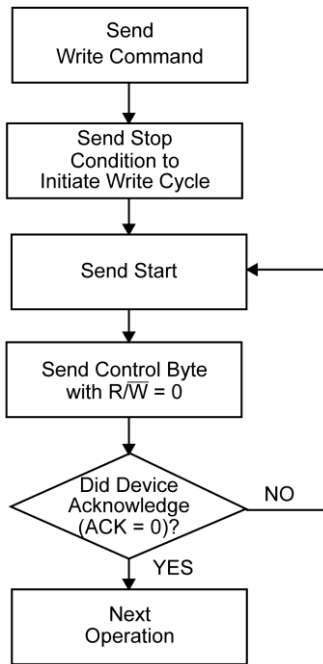 Send
Write Command
Send Stop
Condition to
Initiate Write Cycle
Send Start
Send Control Byte
with R/W̅ = 0
Did Device
Acknowledge
(ACK = 0)?
NO
YES
Next
Operation